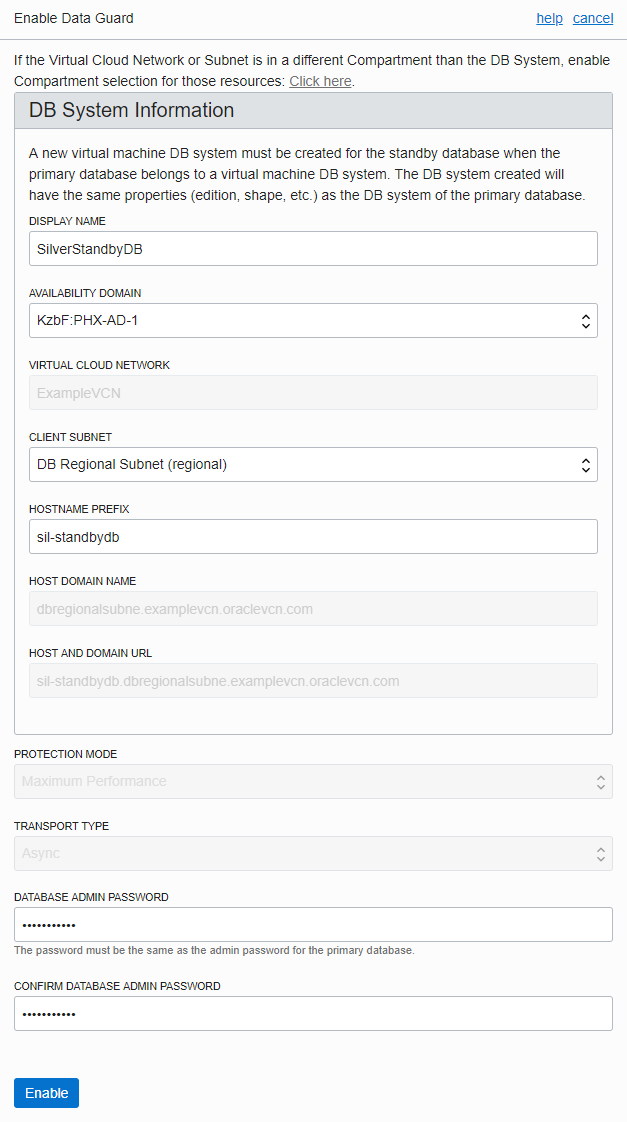 Enable Data Guard help cancel
If the Virtual Cloud Network or Subnet is in a different Compartment than the DB System, enable
Compartment selection for those resources: Click here.
DB System Information
A new virtual machine DB system must be created for the standby database when the
primary database belongs to a virtual machine DB system. The DB system created will
have the same properties (edition, shape, etc.) as the DB system of the primary database.
DISPLAY NAME
SilverStandbyDB
AVAILABILITY DOMAIN
KzbF:PHX-AD-1
VIRTUAL CLOUD NETWORK
ExampleVCN
CLIENT SUBNET
DB Regional Subnet (regional)
HOSTNAME PREFIX
sil-standbydb
HOST DOMAIN NAME
dbregionalsubne.examplevcn.oraclevcn.com
HOST AND DOMAIN URL
sil-standbydb.dbregionalsubne.examplevcn.oraclevcn.com
PROTECTION MODE
Maximum Performance
TRANSPORT TYPE
Async
DATABASE ADMIN PASSWORD
•••••••••••
The password must be the same as the admin password for the primary database.
CONFIRM DATABASE ADMIN PASSWORD
•••••••••••
Enable